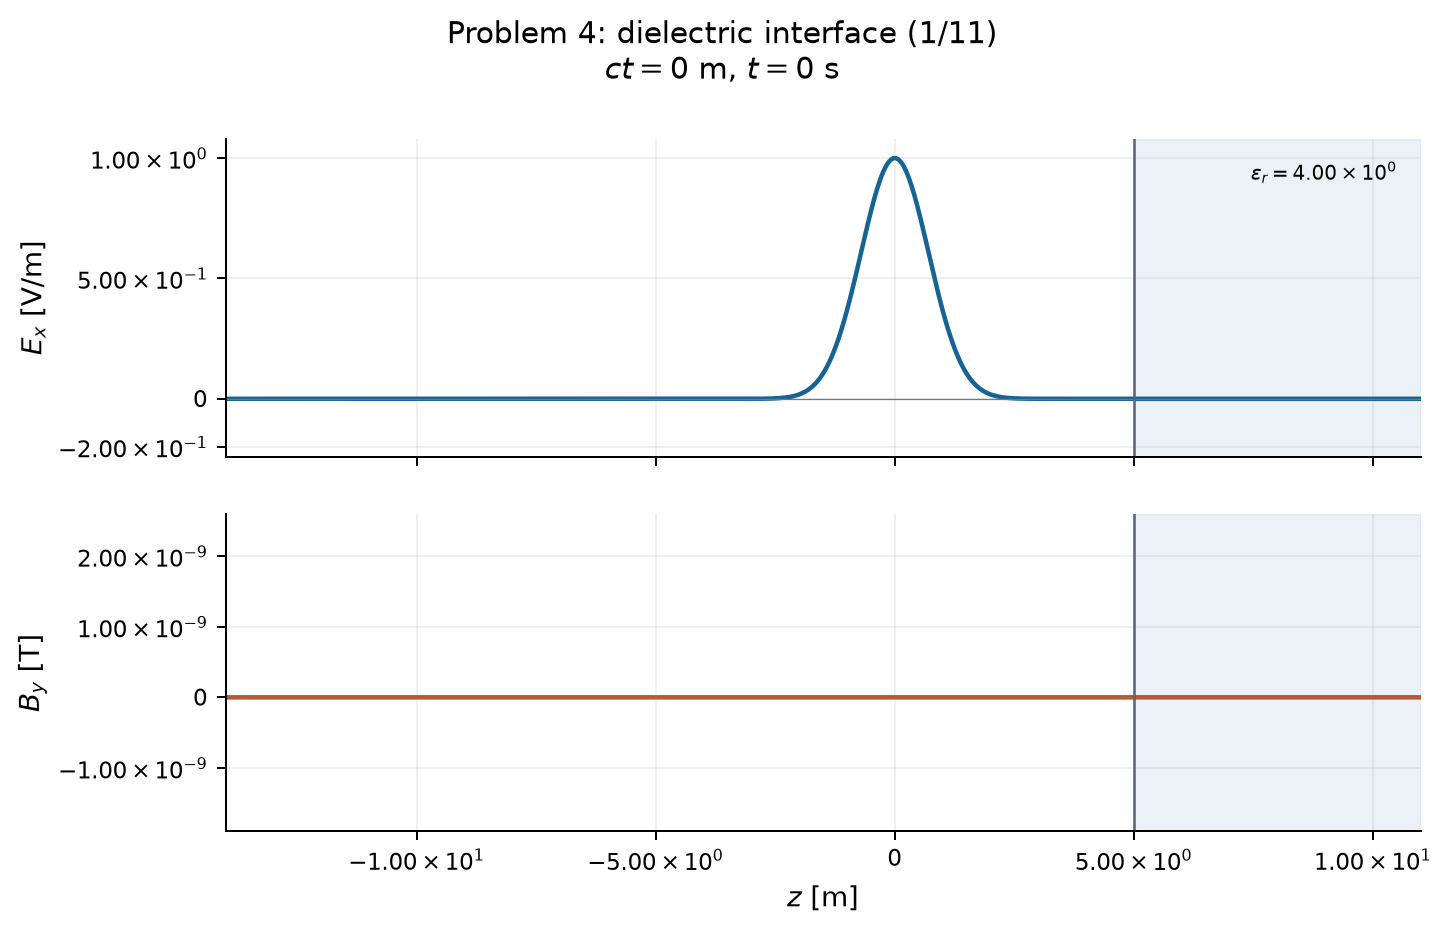 Problem 4: dielectric interface (1/11)
ct = 0 m, t = 0 s
1.00 × 10⁰
5.00 × 10⁻¹
0
−2.00 × 10⁻¹
Eₓ [V/m]
εᵣ = 4.00 × 10⁰
2.00 × 10⁻⁹
1.00 × 10⁻⁹
0
−1.00 × 10⁻⁹
B_y [T]
−1.00 × 10¹ −5.00 × 10⁰ 0 5.00 × 10⁰ 1.00 × 10¹
z [m]